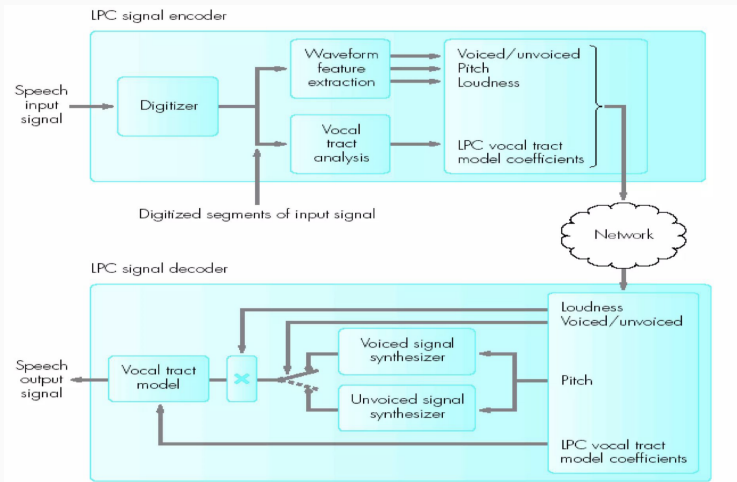 LPC signal encoder
Speech
input
signal
Digitizer
Waveform
feature
extraction
Vocal
tract
analysis
Voiced/unvoiced
Pitch
Loudness
LPC vocal tract
model coefficients
Digitized segments of input signal
Network
LPC signal decoder
Loudness
Voiced/unvoiced
Voiced signal
synthesizer
Unvoiced signal
synthesizer
Pitch
Speech
output
signal
Vocal tract
model
×
LPC vocal tract
model coefficients